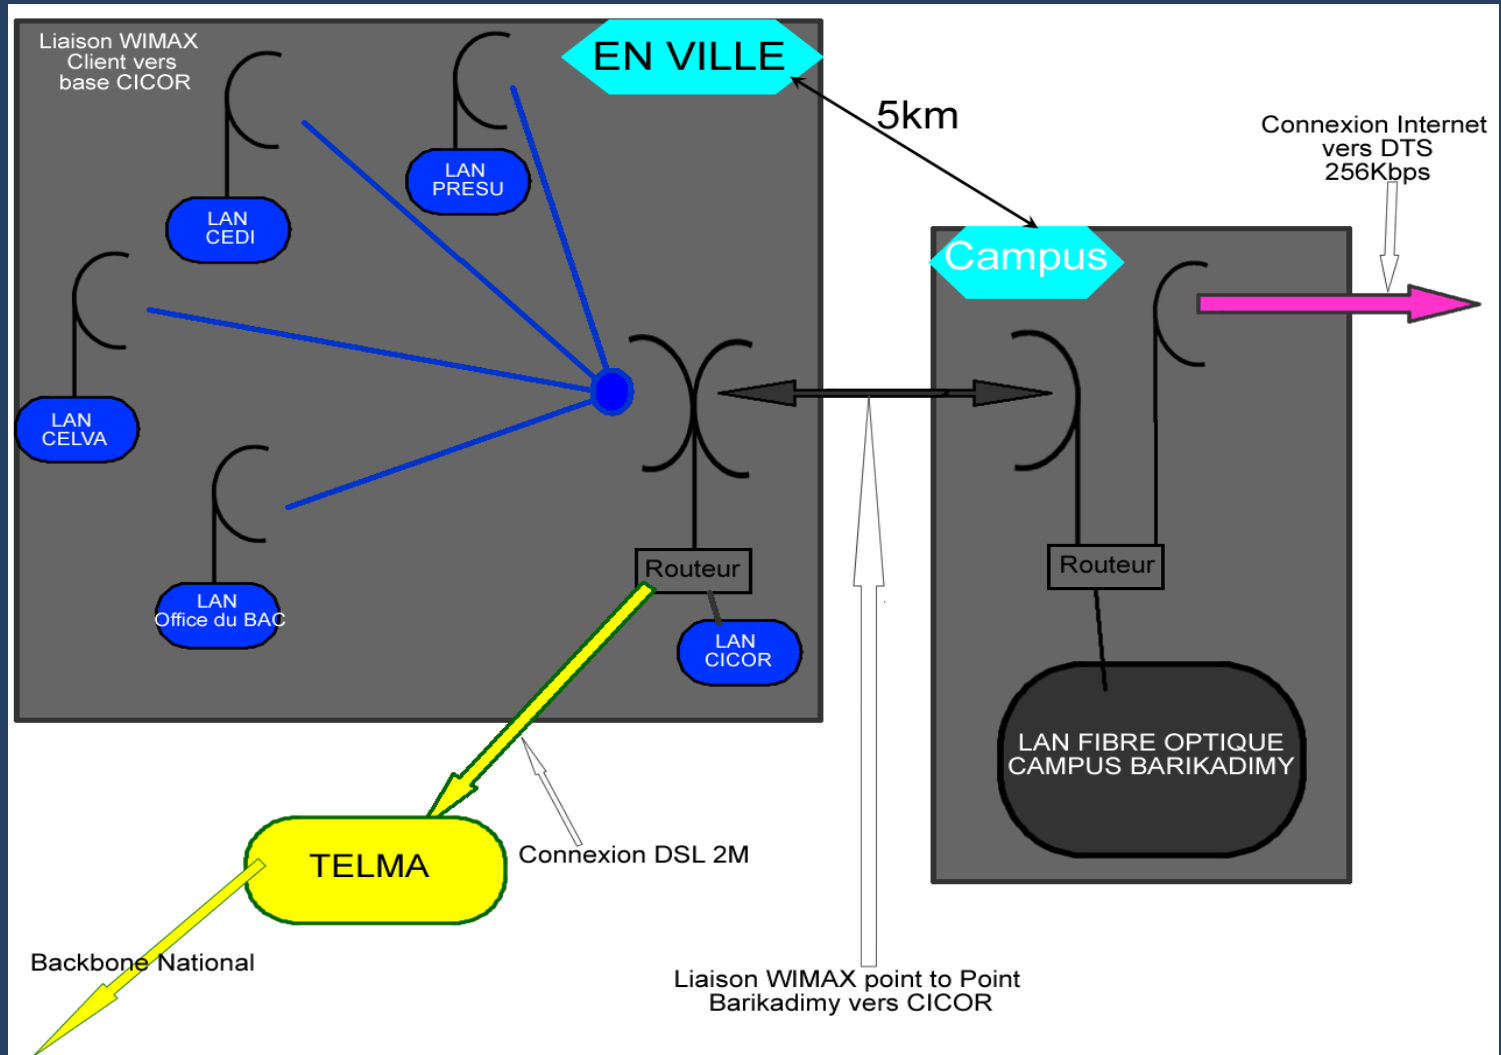 Liaison WIMAX
Client vers
base CICOR
EN VILLE
5km
Connexion Internet
vers DTS
256Kbps
LAN
PRESU
LAN
CEDI
Campus
LAN
CELVA
Routeur
Routeur
LAN
Office du BAC
LAN
CICOR
LAN FIBRE OPTIQUE
CAMPUS BARIKADIMY
TELMA
Connexion DSL 2M
Backbone National
Liaison WIMAX point to Point
Barikadimy vers CICOR